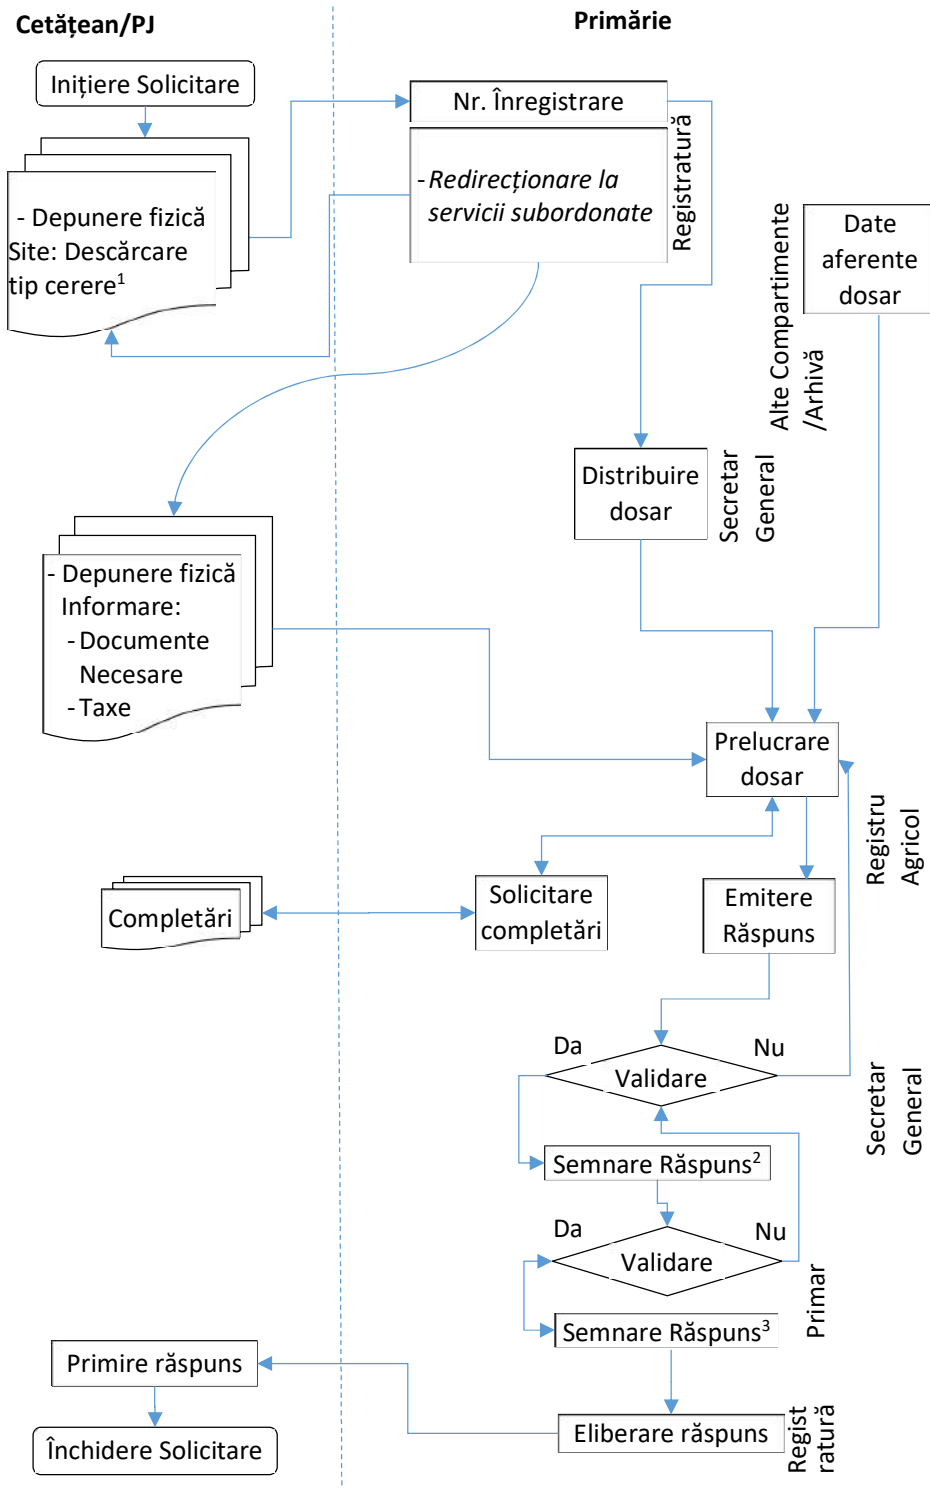 Cetățean/PJ
Primărie
Inițiere Solicitare
Nr. Înregistrare
- Depunere fizică
Site: Descărcare
tip cerere¹
- Redirecționare la
servicii subordonate
Registratură
Date
aferente
dosar
Alte Compartimente
/Arhivă
Distribuire
dosar
Secretar
General
- Depunere fizică
Informare:
- Documente
Necesare
- Taxe
Prelucrare
dosar
Registru
Agricol
Completări
Solicitare
completări
Emitere
Răspuns
Da
Nu
Validare
Secretar
General
Semnare Răspuns²
Da
Nu
Validare
Primar
Semnare Răspuns³
Primire răspuns
Eliberare răspuns
Regist
ratură
Închidere Solicitare